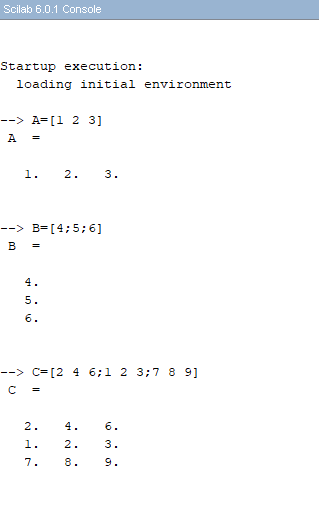 Scilab 6.0.1 Console
Startup execution:
  loading initial environment
--> A=[1 2 3]
 A  =
   1.   2.   3.
--> B=[4;5;6]
 B  =
   4.
   5.
   6.
--> C=[2 4 6;1 2 3;7 8 9]
 C  =
   2.   4.   6.
   1.   2.   3.
   7.   8.   9.